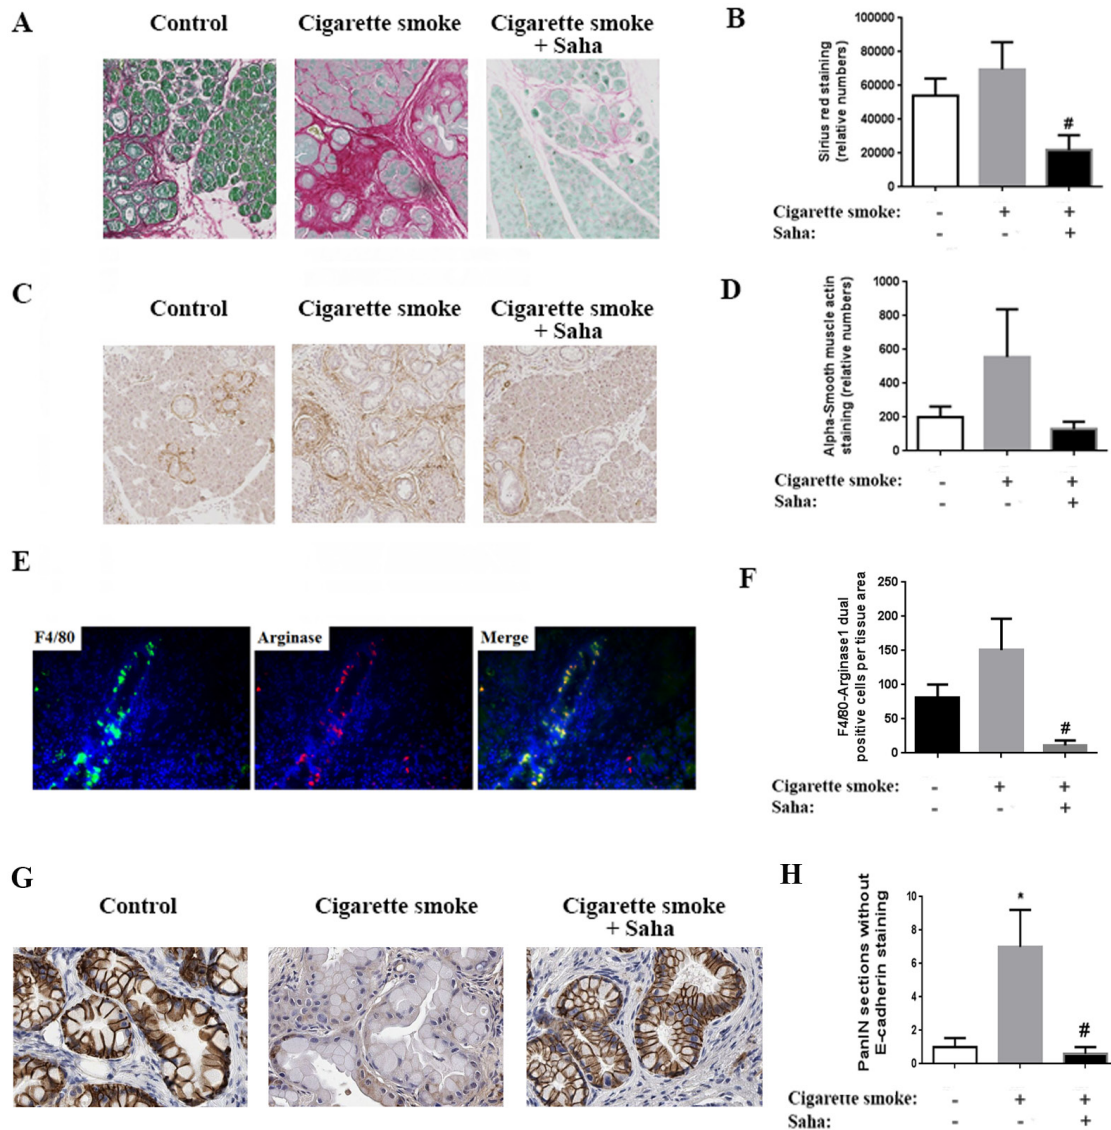 A
Control
Cigarette smoke
Cigarette smoke
+ Saha
B
Sirius red staining
(relative numbers)
100000
80000
60000
40000
20000
0
#
Cigarette smoke: - + +
Saha: - - +
C
Control
Cigarette smoke
Cigarette smoke
+ Saha
D
Alpha-Smooth muscle actin
staining (relative numbers)
1000
800
600
400
200
0
Cigarette smoke: - + +
Saha: - - +
E
F4/80
Arginase
Merge
F
F4/80-Arginase1 dual
positive cells per tissue area
250
200
150
100
50
0
#
Cigarette smoke: - + +
Saha: - - +
G
Control
Cigarette smoke
Cigarette smoke
+ Saha
H
PanIN sections without
E-cadherin staining
10
8
6
4
2
0
*
#
Cigarette smoke: - + +
Saha: - - +